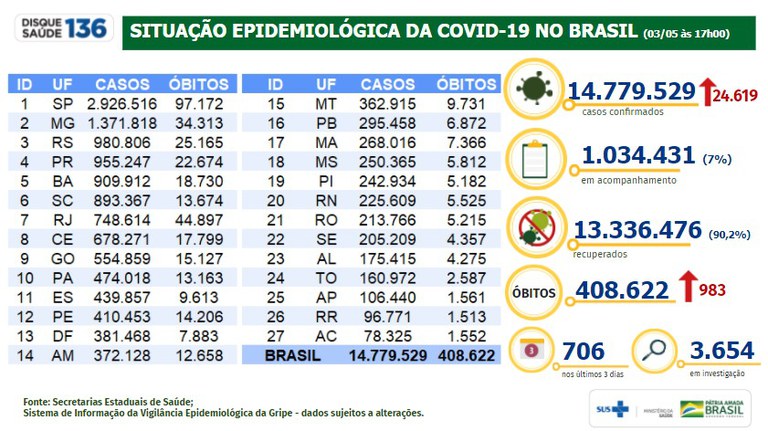 DISQUE
SAÚDE 136
SITUAÇÃO EPIDEMIOLÓGICA DA COVID-19 NO BRASIL (03/05 às 17h00)
ID UF CASOS ÓBITOS
1 SP 2.926.516 97.172
2 MG 1.371.818 34.313
3 RS 980.806 25.165
4 PR 955.247 22.674
5 BA 909.912 18.730
6 SC 893.367 13.674
7 RJ 748.614 44.897
8 CE 678.271 17.799
9 GO 554.859 15.127
10 PA 474.018 13.163
11 ES 439.857 9.613
12 PE 410.453 14.206
13 DF 381.468 7.883
14 AM 372.128 12.658
ID UF CASOS ÓBITOS
15 MT 362.915 9.731
16 PB 295.458 6.872
17 MA 268.016 7.366
18 MS 250.365 5.812
19 PI 242.934 5.182
20 RN 225.609 5.525
21 RO 213.766 5.215
22 SE 205.209 4.357
23 AL 175.415 4.275
24 TO 160.972 2.587
25 AP 106.440 1.561
26 RR 96.771 1.513
27 AC 78.325 1.552
BRASIL 14.779.529 408.622
14.779.529 24.619
casos confirmados
1.034.431 (7%)
em acompanhamento
13.336.476 (90,2%)
recuperados
ÓBITOS 408.622 983
3 706
nos últimos 3 dias
3.654
em investigação
Fonte: Secretarias Estaduais de Saúde;
Sistema de Informação da Vigilância Epidemiológica da Gripe - dados sujeitos a alterações.
SUS
MINISTÉRIO DA
SAÚDE
PÁTRIA AMADA
BRASIL
GOVERNO FEDERAL